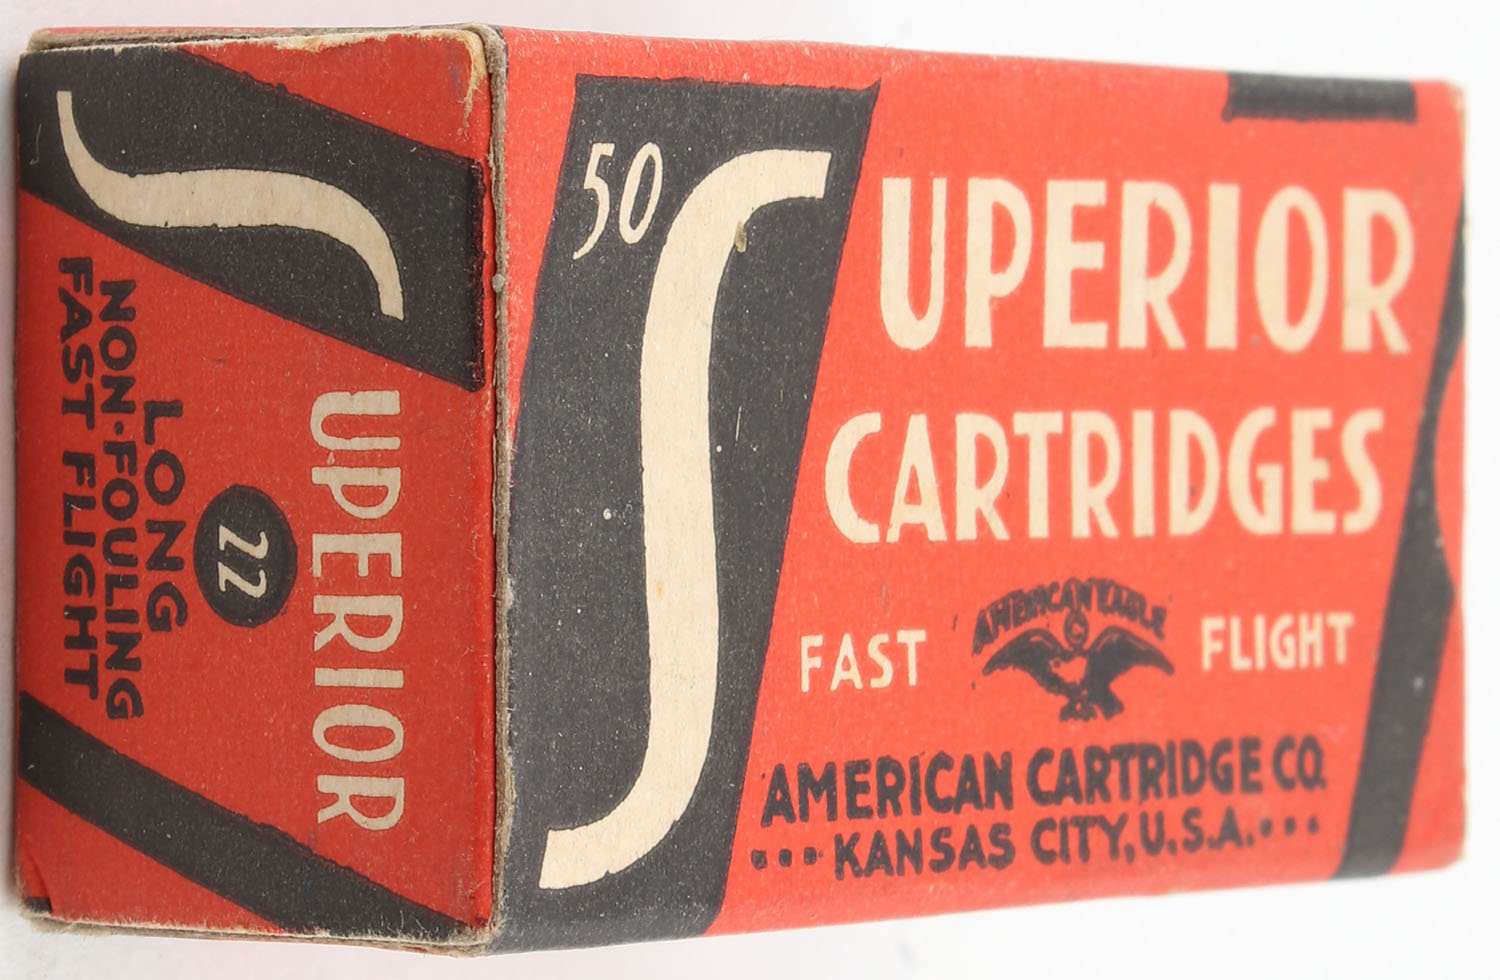 50
SUPERIOR
CARTRIDGES
FAST FLIGHT
AMERICAN EAGLE
AMERICAN CARTRIDGE CO.
...KANSAS CITY, U.S.A....
SUPERIOR
22
LONG
NON-FOULING
FAST FLIGHT